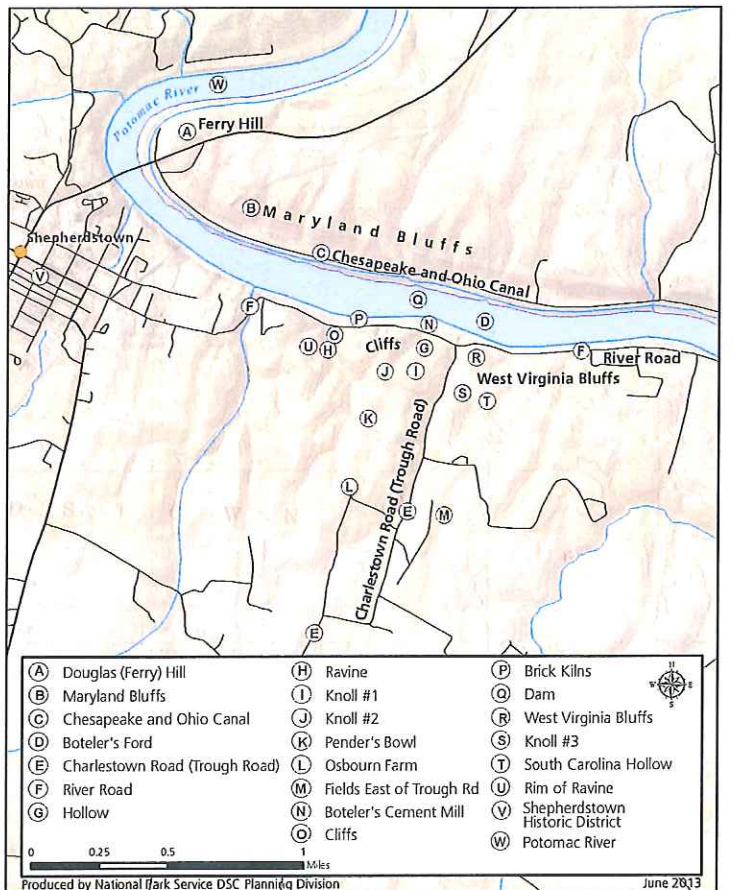 W
Potomac River
A Ferry Hill
B Maryland Bluffs
Shepherdstown
C Chesapeake and Ohio Canal
V
Q
F
P
N
D
O
U H Cliffs G
R
F
River Road
J I
West Virginia Bluffs
S
T
K
Charlestown Road (Trough Road)
L
E
M
E
A Douglas (Ferry) Hill
B Maryland Bluffs
C Chesapeake and Ohio Canal
D Boteler's Ford
E Charlestown Road (Trough Road)
F River Road
G Hollow
H Ravine
I Knoll #1
J Knoll #2
K Pender's Bowl
L Osbourn Farm
M Fields East of Trough Rd
N Boteler's Cement Mill
O Cliffs
P Brick Kilns
Q Dam
R West Virginia Bluffs
S Knoll #3
T South Carolina Hollow
U Rim of Ravine
V Shepherdstown
Historic District
W Potomac River
N
W E
S
0 0.25 0.5 1
Miles
Produced by National Park Service DSC Planning Division
June 2013